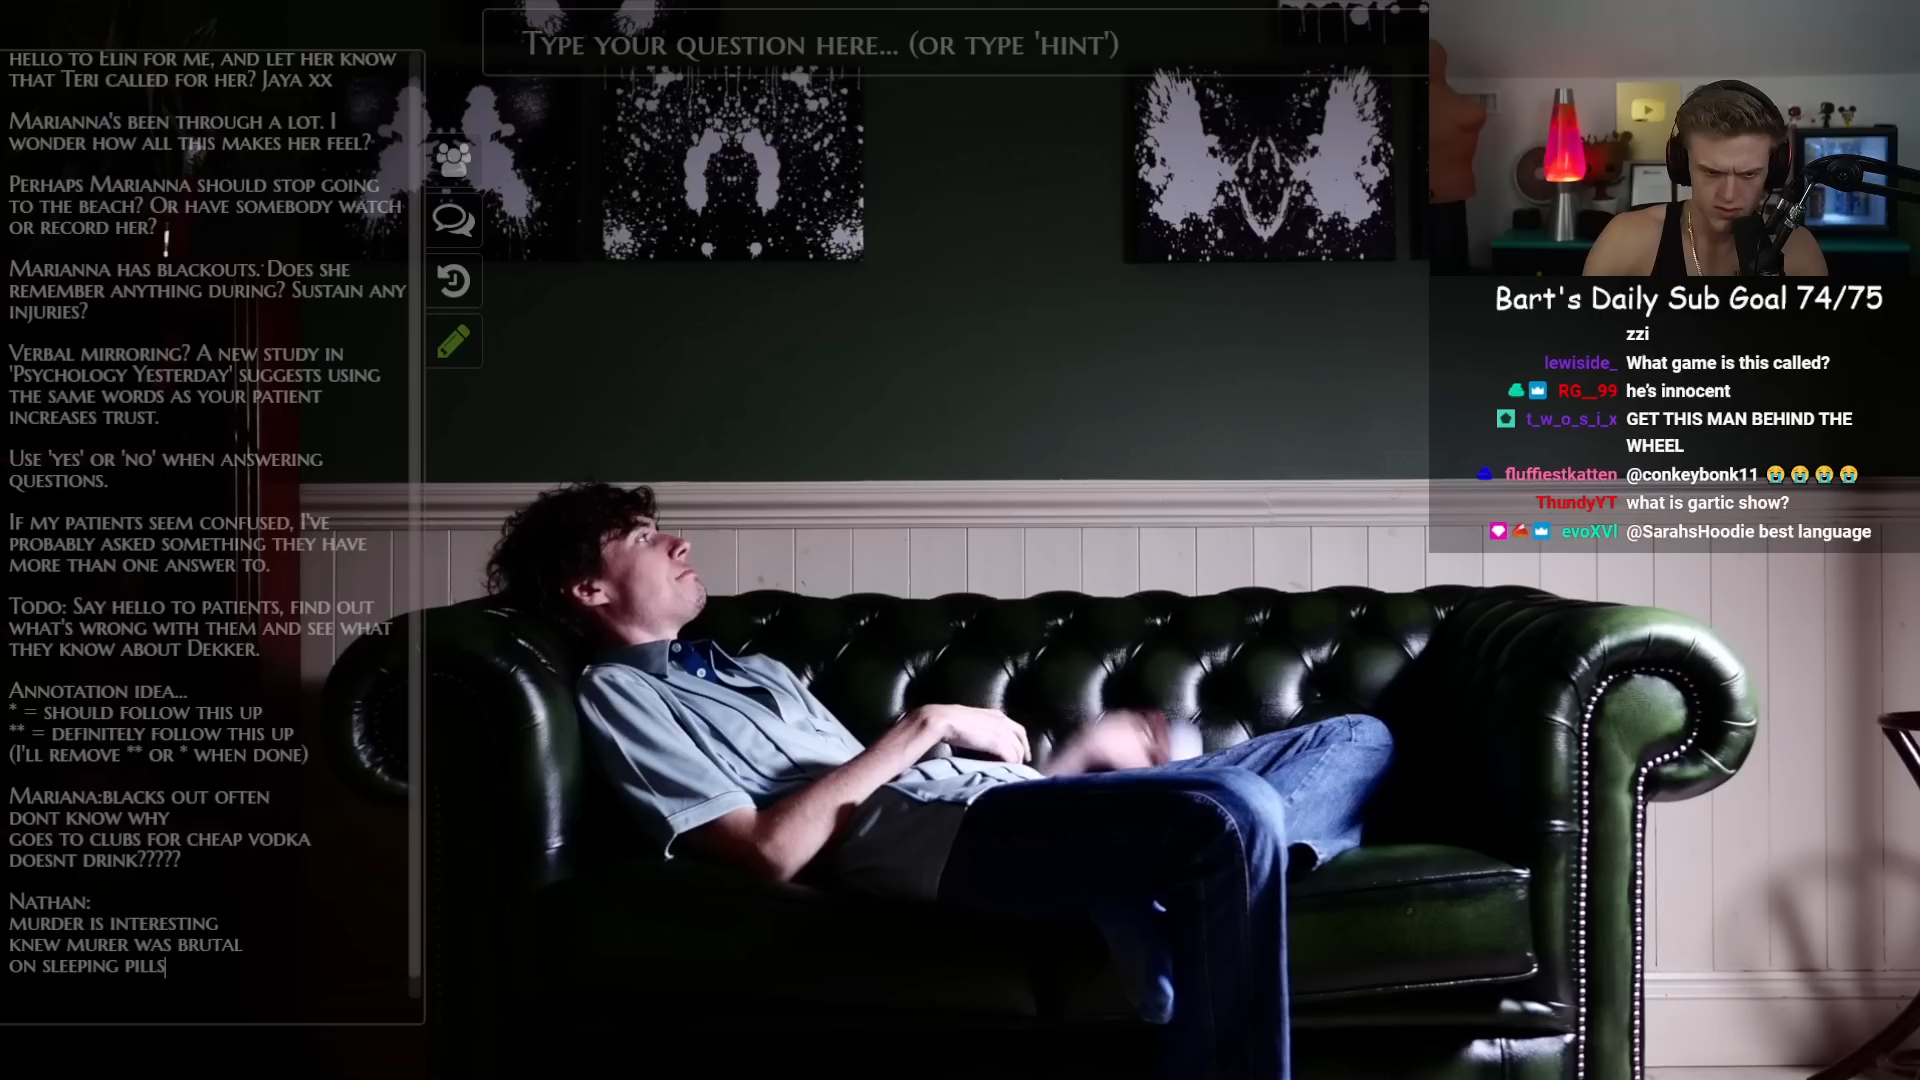 Type your question here... (or type 'hint')
hello to Elin for me, and let her know
that Teri called for her? Jaya xx
Marianna's been through a lot. I
wonder how all this makes her feel?
Perhaps Marianna should stop going
to the beach? Or have somebody watch
or record her?
Marianna has blackouts. Does she
remember anything during? Sustain any
injuries?
Verbal mirroring? A new study in
'Psychology Yesterday' suggests using
the same words as your patient
increases trust.
Use 'yes' or 'no' when answering
questions.
If my patients seem confused, I've
probably asked something they have
more than one answer to.
Todo: Say hello to patients, find out
what's wrong with them and see what
they know about Dekker.
Annotation idea...
* = should follow this up
** = definitely follow this up
(I'll remove ** or * when done)
Mariana:blacks out often
dont know why
goes to clubs for cheap vodka
doesnt drink?????
Nathan:
murder is interesting
knew murer was brutal
on sleeping pills
Bart's Daily Sub Goal 74/75
zzi
lewiside_ What game is this called?
RG__99 he's innocent
t_w_o_s_i_x GET THIS MAN BEHIND THE
WHEEL
fluffiestkatten @conkeybonk11 😭 😭 😭 😭
ThundyYT what is gartic show?
evoXVI @SarahsHoodie best language